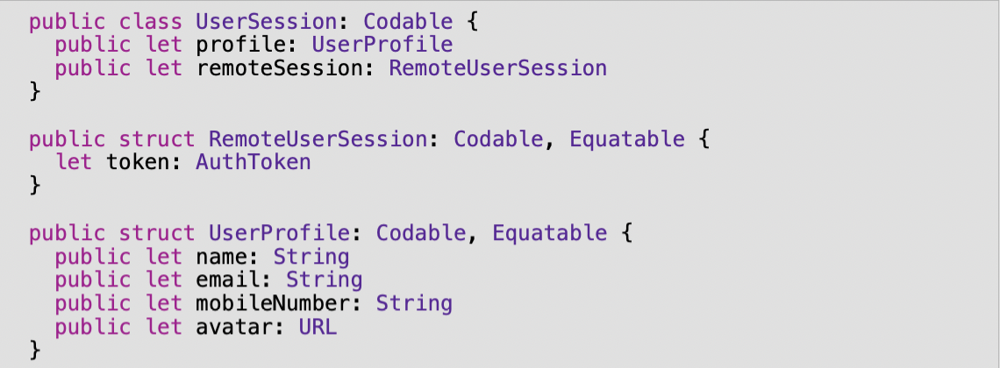 public class UserSession: Codable {
  public let profile: UserProfile
  public let remoteSession: RemoteUserSession
}

public struct RemoteUserSession: Codable, Equatable {
  let token: AuthToken
}

public struct UserProfile: Codable, Equatable {
  public let name: String
  public let email: String
  public let mobileNumber: String
  public let avatar: URL
}